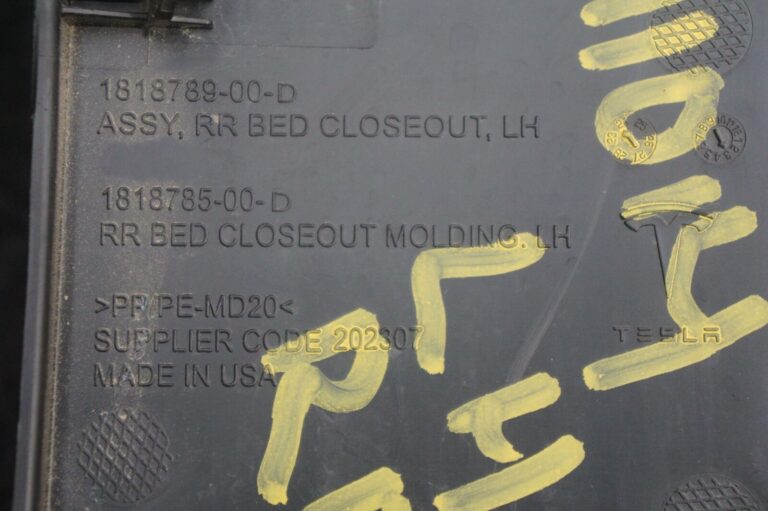 1818789-00-D
ASSY, RR BED CLOSEOUT, LH
1818785-00-D
RR BED CLOSEOUT MOLDING, LH
>PP/PE-MD20<
SUPPLIER CODE 202307
MADE IN USA
TESLA